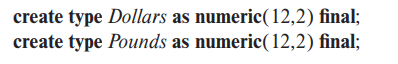 create type Dollars as numeric(12,2) final;
create type Pounds as numeric(12,2) final;